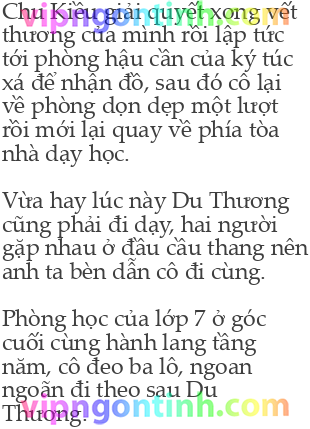 Chu Kiều giải quyết xong vết
thương của mình rồi lập tức
tới phòng hậu cần của ký túc
xá để nhận đồ, sau đó cô lại
về phòng dọn dẹp một lượt
rồi mới lại quay về phía tòa
nhà dạy học.
Vừa hay lúc này Du Thương
cũng phải đi dạy, hai người
gặp nhau ở đầu cầu thang nên
anh ta bèn dẫn cô đi cùng.
Phòng học của lớp 7 ở góc
cuối cùng hành lang tầng
năm, cô đeo ba lô, ngoan
ngoãn đi theo sau Du
Thương.
vipngontinh.com
vipngontinh.com